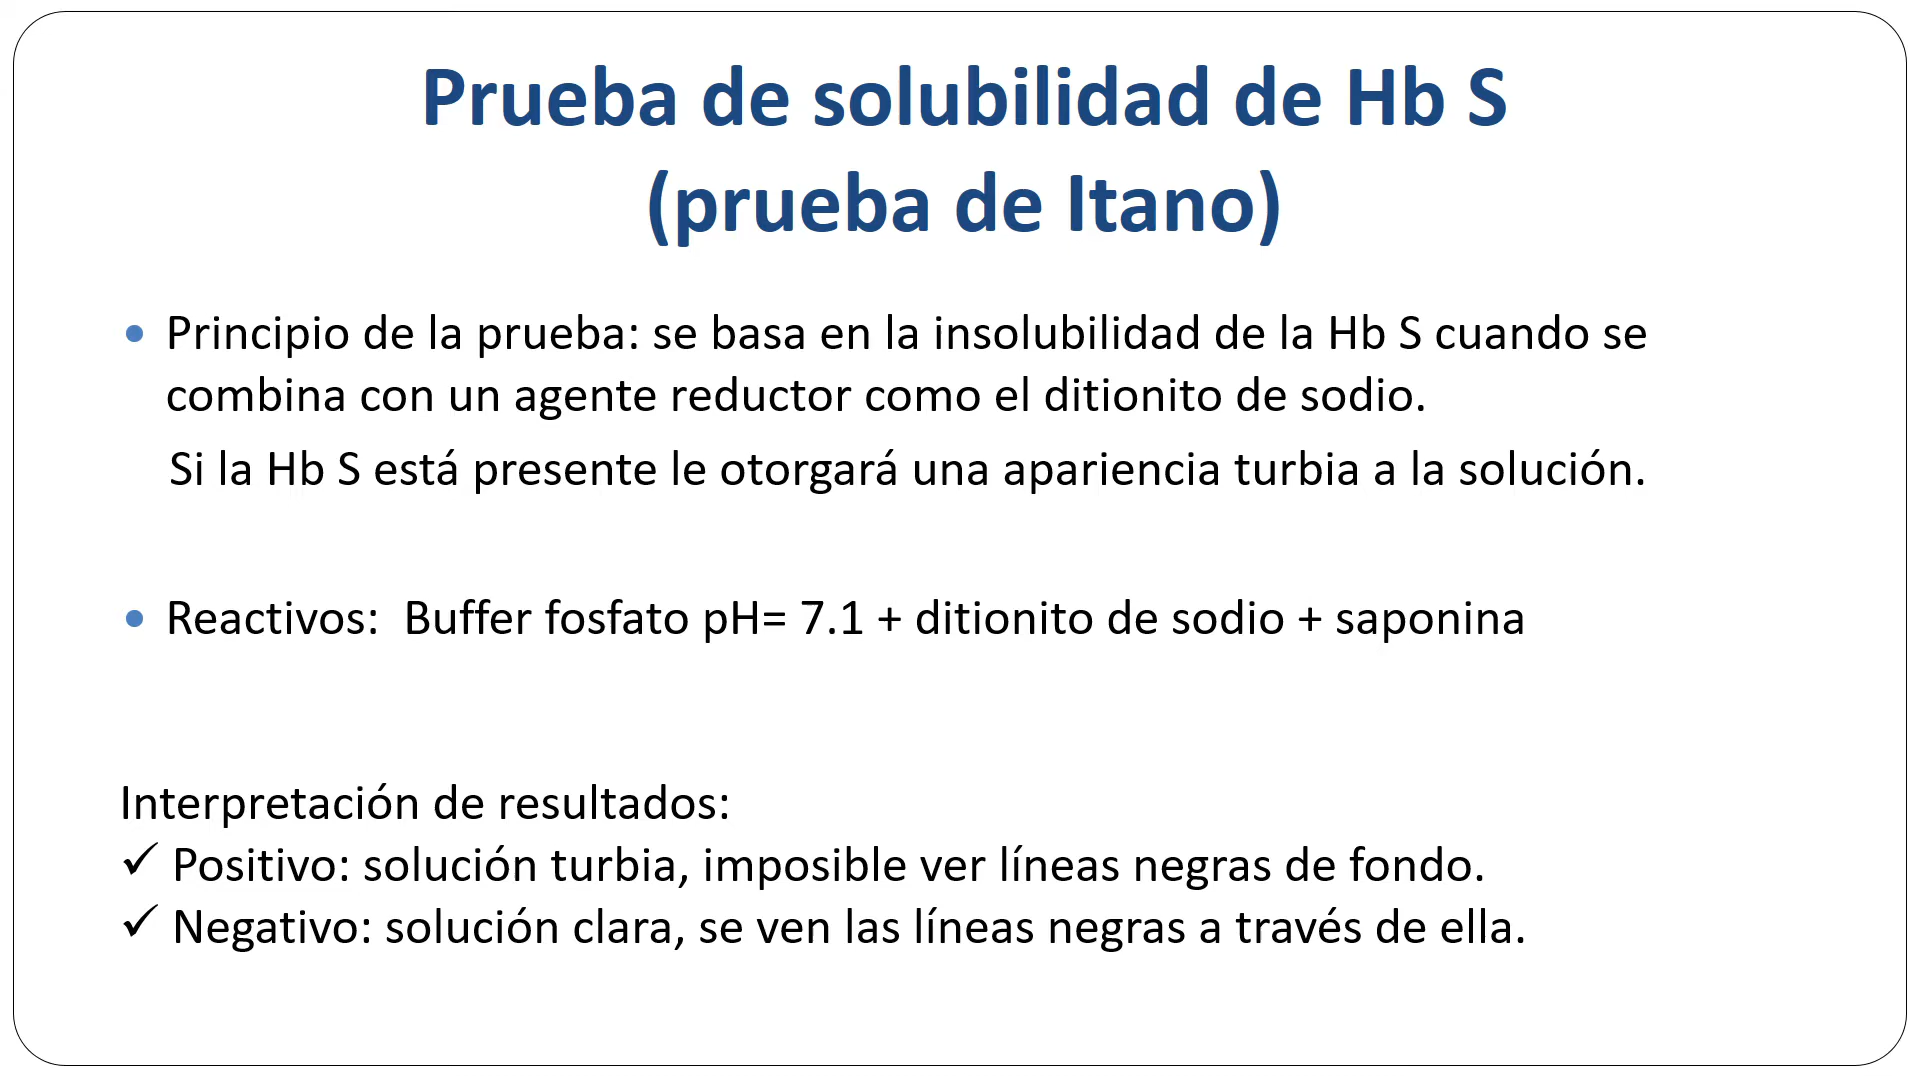 Prueba de solubilidad de Hb S
(prueba de Itano)
• Principio de la prueba: se basa en la insolubilidad de la Hb S cuando se
combina con un agente reductor como el ditionito de sodio.
Si la Hb S está presente le otorgará una apariencia turbia a la solución.
• Reactivos: Buffer fosfato pH= 7.1 + ditionito de sodio + saponina
Interpretación de resultados:
✓ Positivo: solución turbia, imposible ver líneas negras de fondo.
✓ Negativo: solución clara, se ven las líneas negras a través de ella.